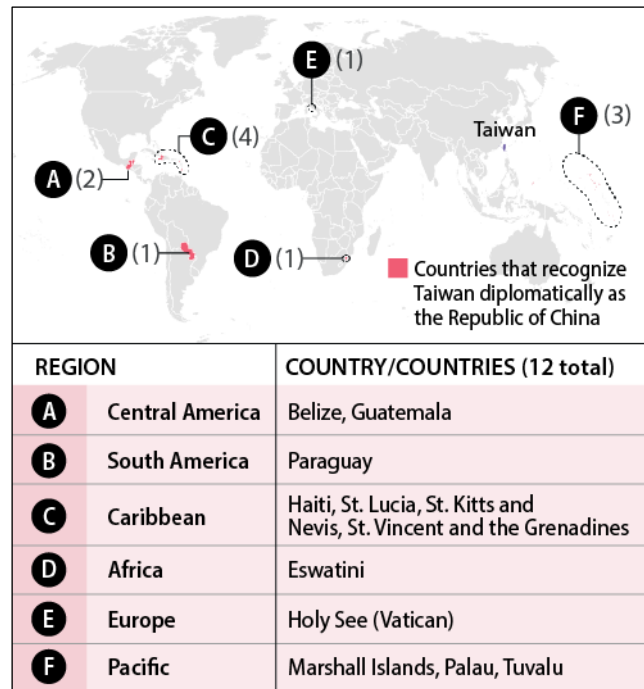 E (1)
Taiwan
F (3)
C (4)
A (2)
B (1)
D (1)
Countries that recognize
Taiwan diplomatically as
the Republic of China
REGION COUNTRY/COUNTRIES (12 total)
A Central America Belize, Guatemala
B South America Paraguay
C Caribbean Haiti, St. Lucia, St. Kitts and
Nevis, St. Vincent and the Grenadines
D Africa Eswatini
E Europe Holy See (Vatican)
F Pacific Marshall Islands, Palau, Tuvalu